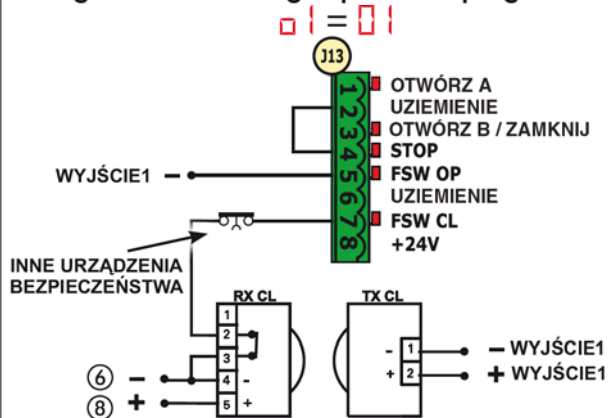 o1 = 01
J13
1 OTWÓRZ A
2 UZIEMIENIE
3 OTWÓRZ B / ZAMKNIJ
4 STOP
WYJŚCIE1 − 5 FSW OP
6 UZIEMIENIE
7 FSW CL
8 +24V
INNE URZĄDZENIA
BEZPIECZEŃSTWA
RX CL
1
2
3
6 − 4 -
8 + 5 +
TX CL
- 1 − WYJŚCIE1
+ 2 + WYJŚCIE1